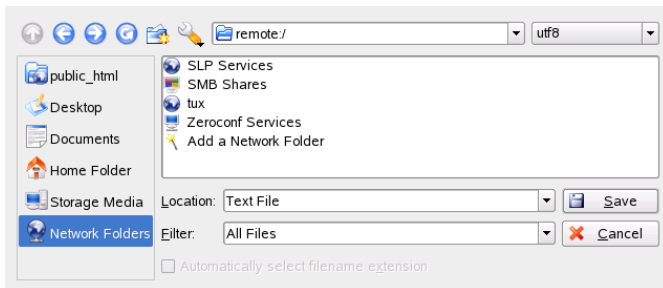 remote:/
utf8
public_html
Desktop
Documents
Home Folder
Storage Media
Network Folders
SLP Services
SMB Shares
tux
Zeroconf Services
Add a Network Folder
Location: Text File
Save
Filter: All Files
Cancel
Automatically select filename extension